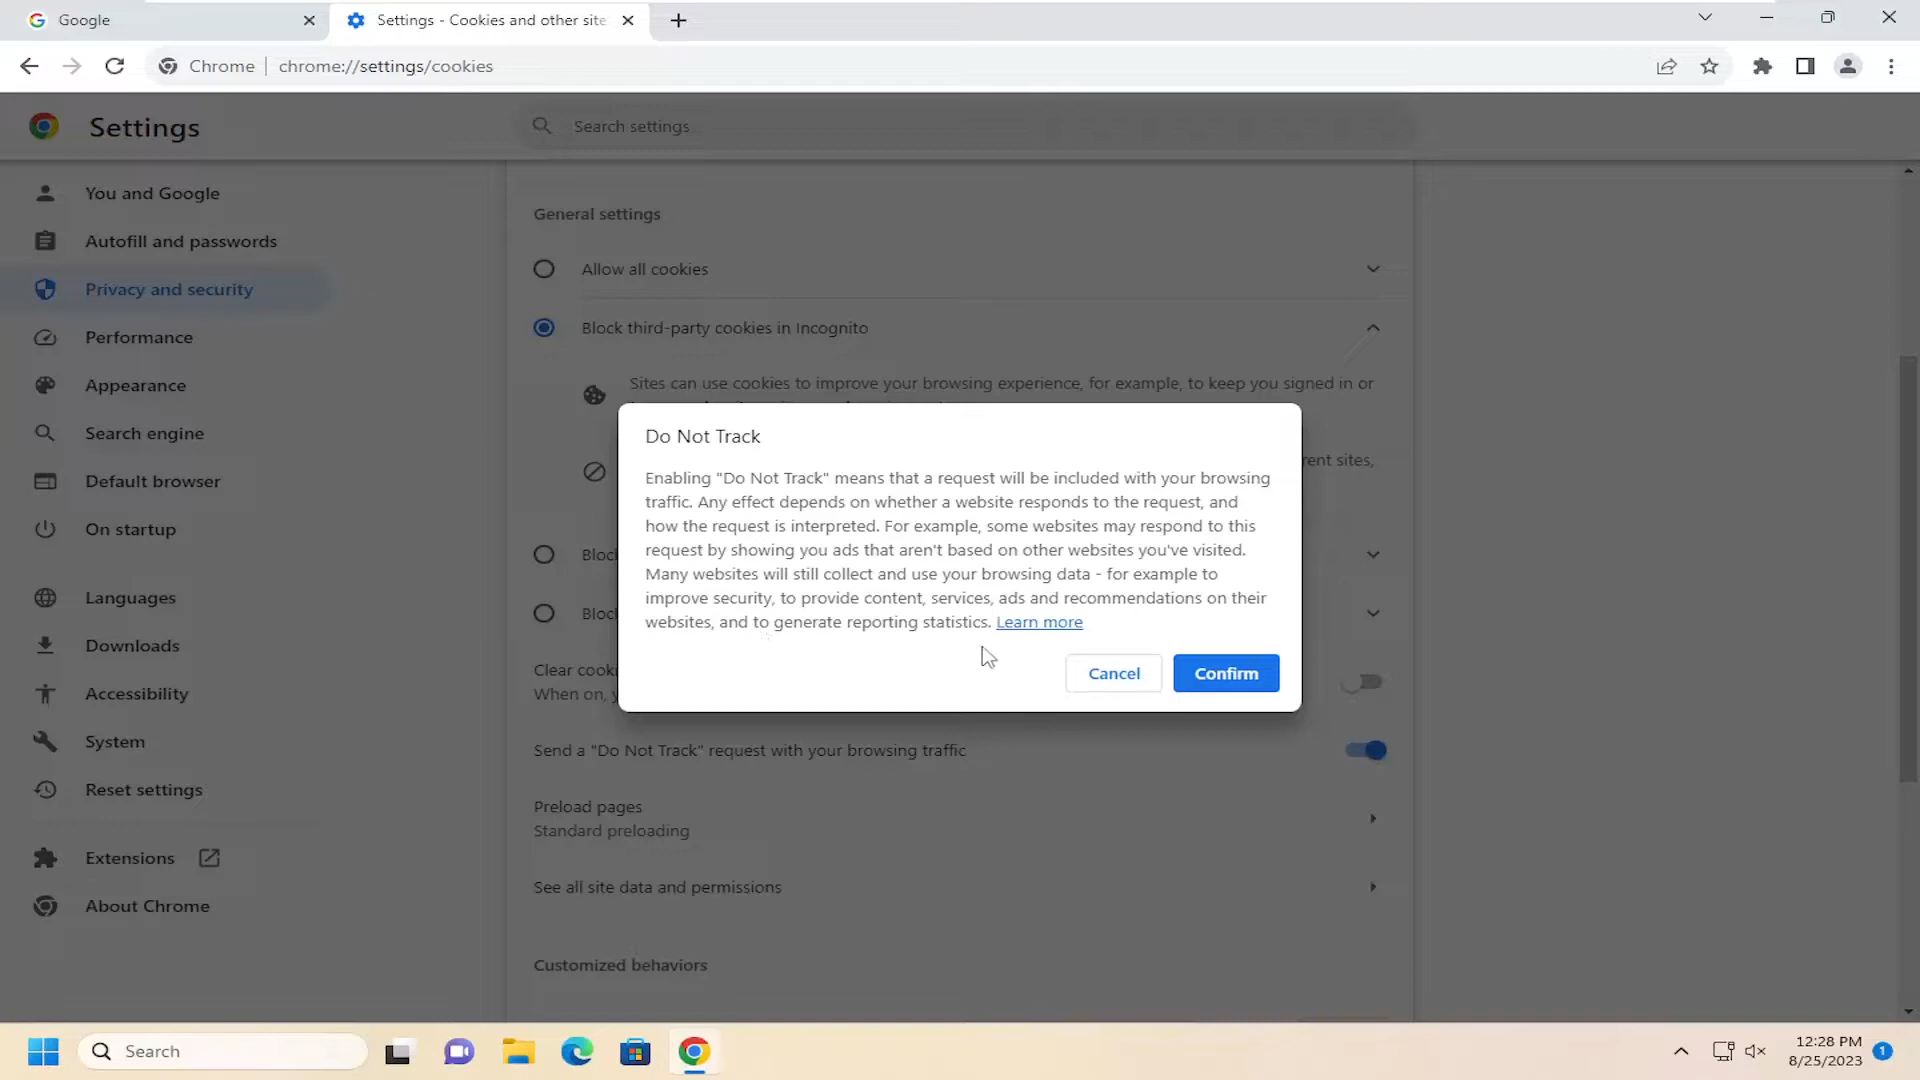 Google
Settings - Cookies and other site
Chrome
chrome://settings/cookies
Settings
Search settings
You and Google
Autofill and passwords
Privacy and security
Performance
Appearance
Search engine
Default browser
On startup
Languages
Downloads
Accessibility
System
Reset settings
Extensions
About Chrome
General settings
Allow all cookies
Block third-party cookies in Incognito
Sites can use cookies to improve your browsing experience, for example, to keep you signed in or
rent sites,
Do Not Track
Enabling "Do Not Track" means that a request will be included with your browsing
traffic. Any effect depends on whether a website responds to the request, and
how the request is interpreted. For example, some websites may respond to this
request by showing you ads that aren't based on other websites you've visited.
Many websites will still collect and use your browsing data - for example to
improve security, to provide content, services, ads and recommendations on their
websites, and to generate reporting statistics. Learn more
Cancel
Confirm
Bloc
Bloc
Clear cooki
When on, y
Send a "Do Not Track" request with your browsing traffic
Preload pages
Standard preloading
See all site data and permissions
Customized behaviors
Search
12:28 PM
8/25/2023
1